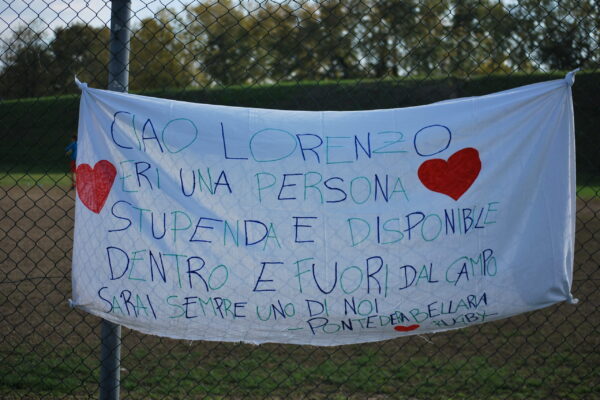 CIAO LORENZO
ERI UNA PERSONA
STUPENDA E DISPONIBILE
DENTRO E FUORI DAL CAMPO
SARAI SEMPRE UNO DI NOI
- PONTEDERA BELLARIA
RUGBY -